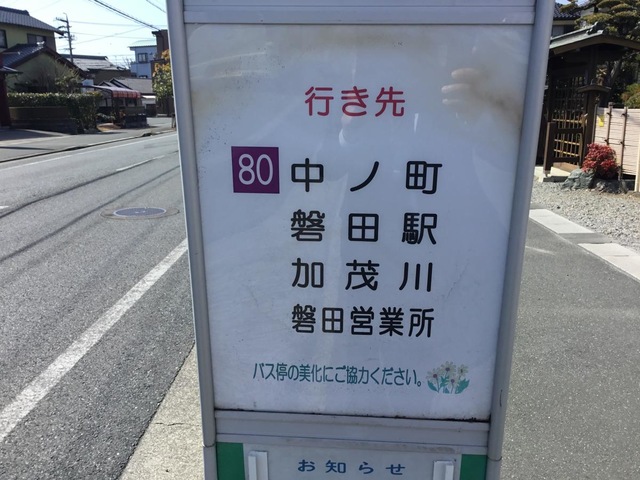 行き先
80 中ノ町
磐田駅
加茂川
磐田営業所
バス停の美化にご協力ください。
お知らせ